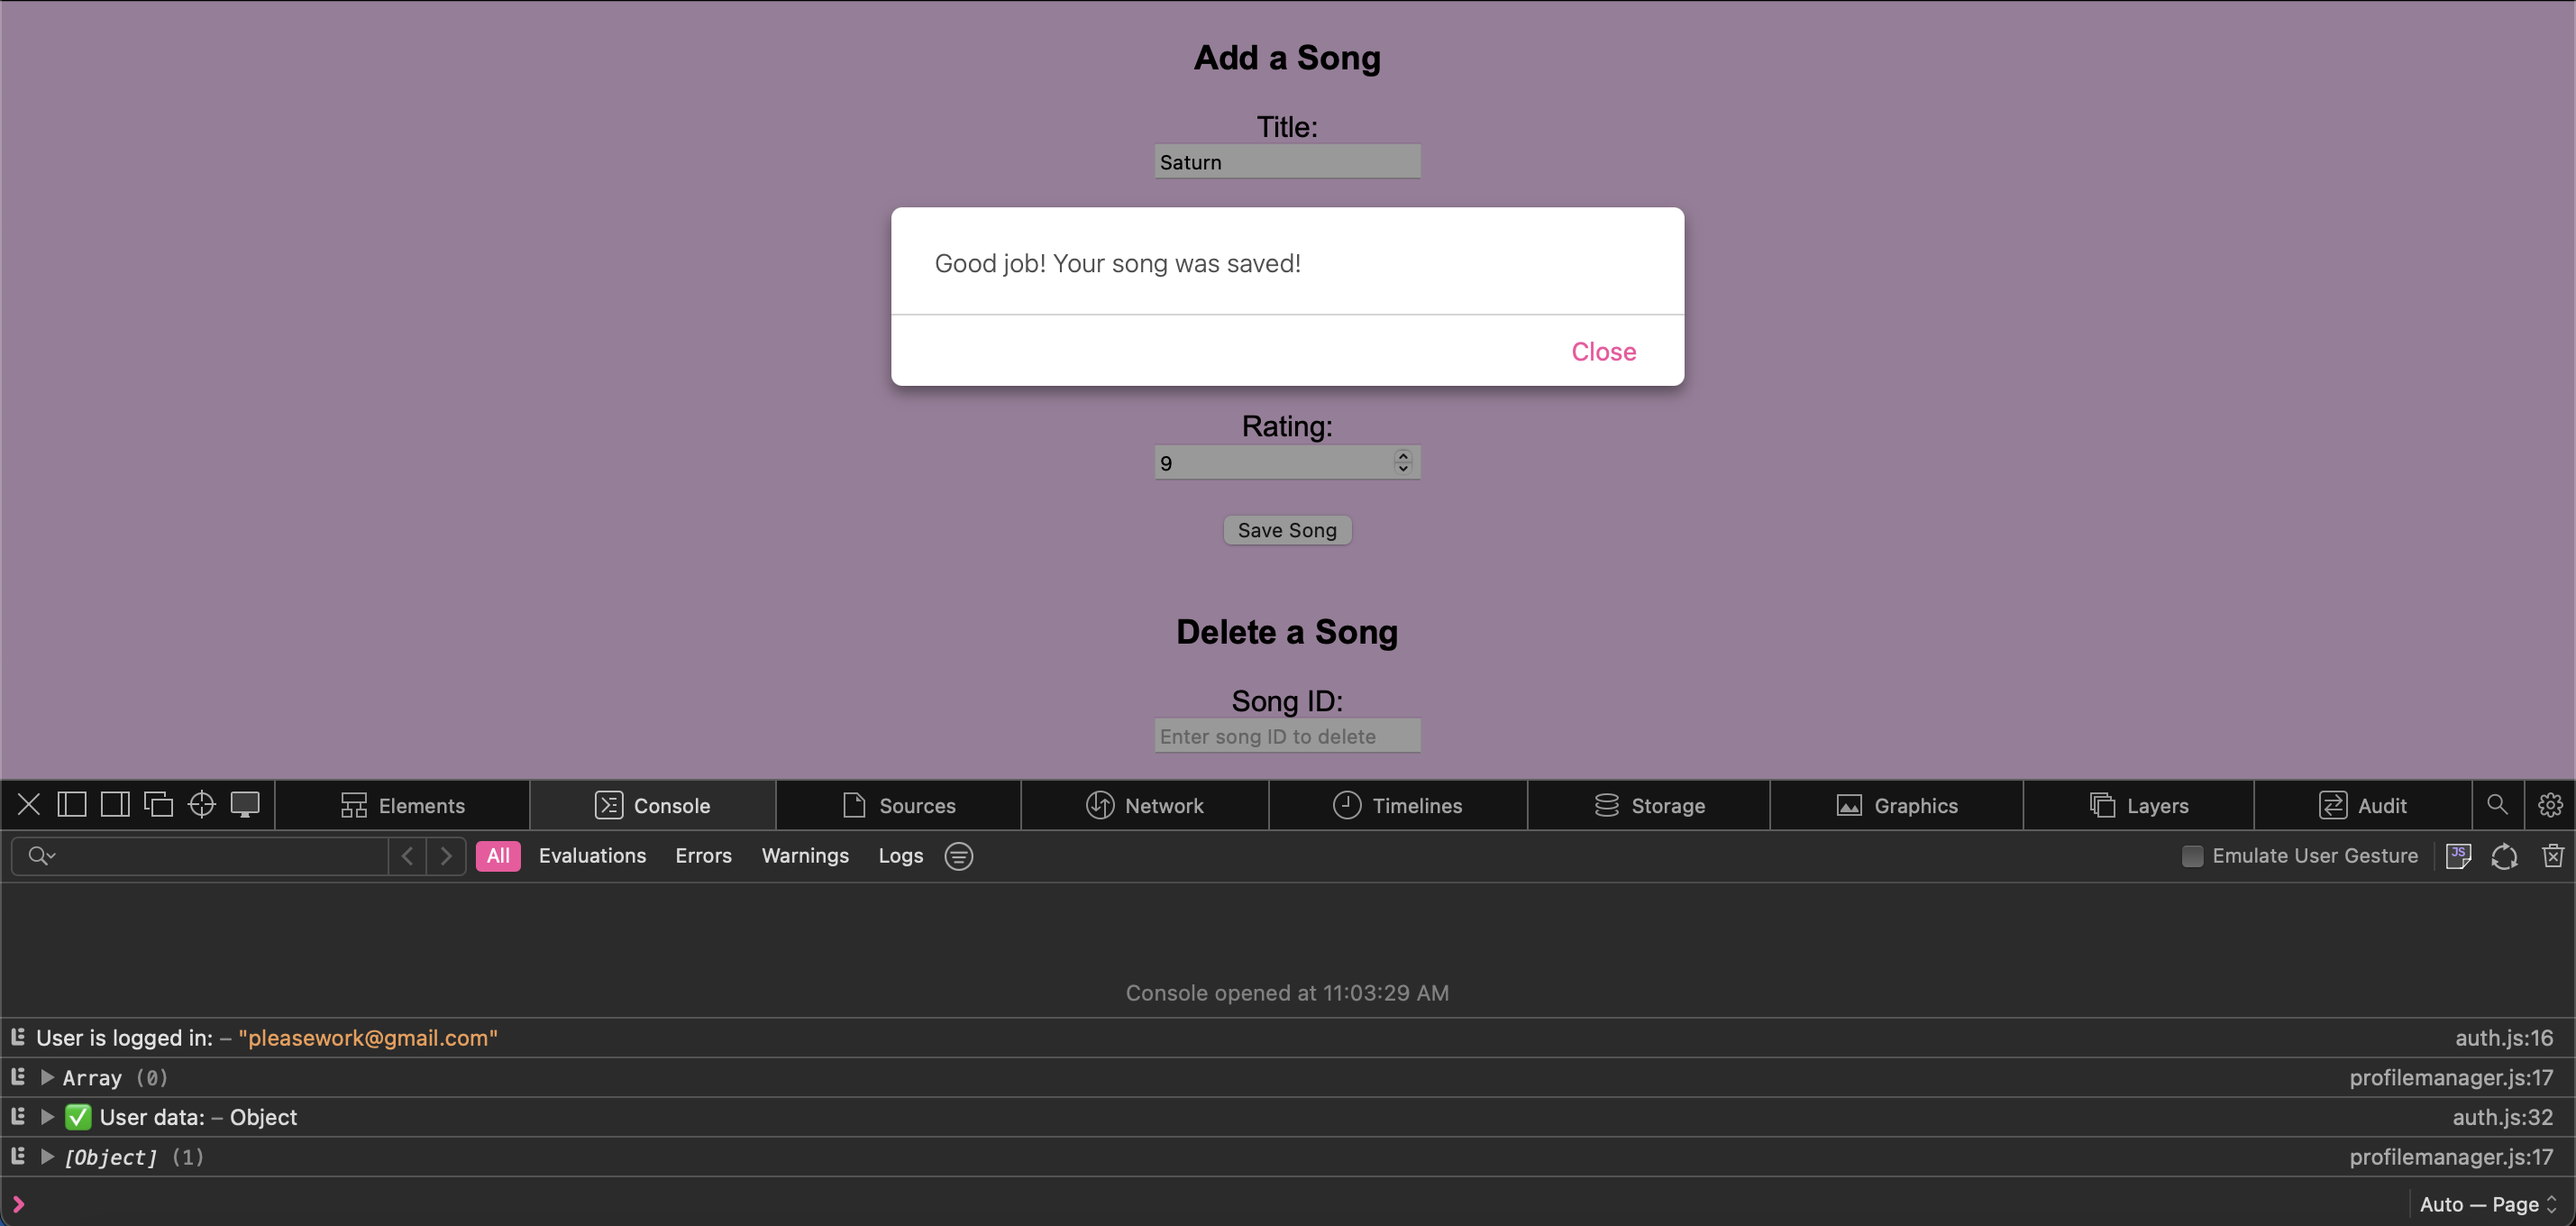 Add a Song
Title:
Saturn
Good job! Your song was saved!
Close
Rating:
9
Save Song
Delete a Song
Song ID:
Enter song ID to delete
Elements Console Sources Network Timelines Storage Graphics Layers Audit
All Evaluations Errors Warnings Logs Emulate User Gesture JS
Console opened at 11:03:29 AM
User is logged in: – "pleasework@gmail.com" auth.js:16
Array (0) profilemanager.js:17
✅ User data: – Object auth.js:32
[Object] (1) profilemanager.js:17
Auto — Page